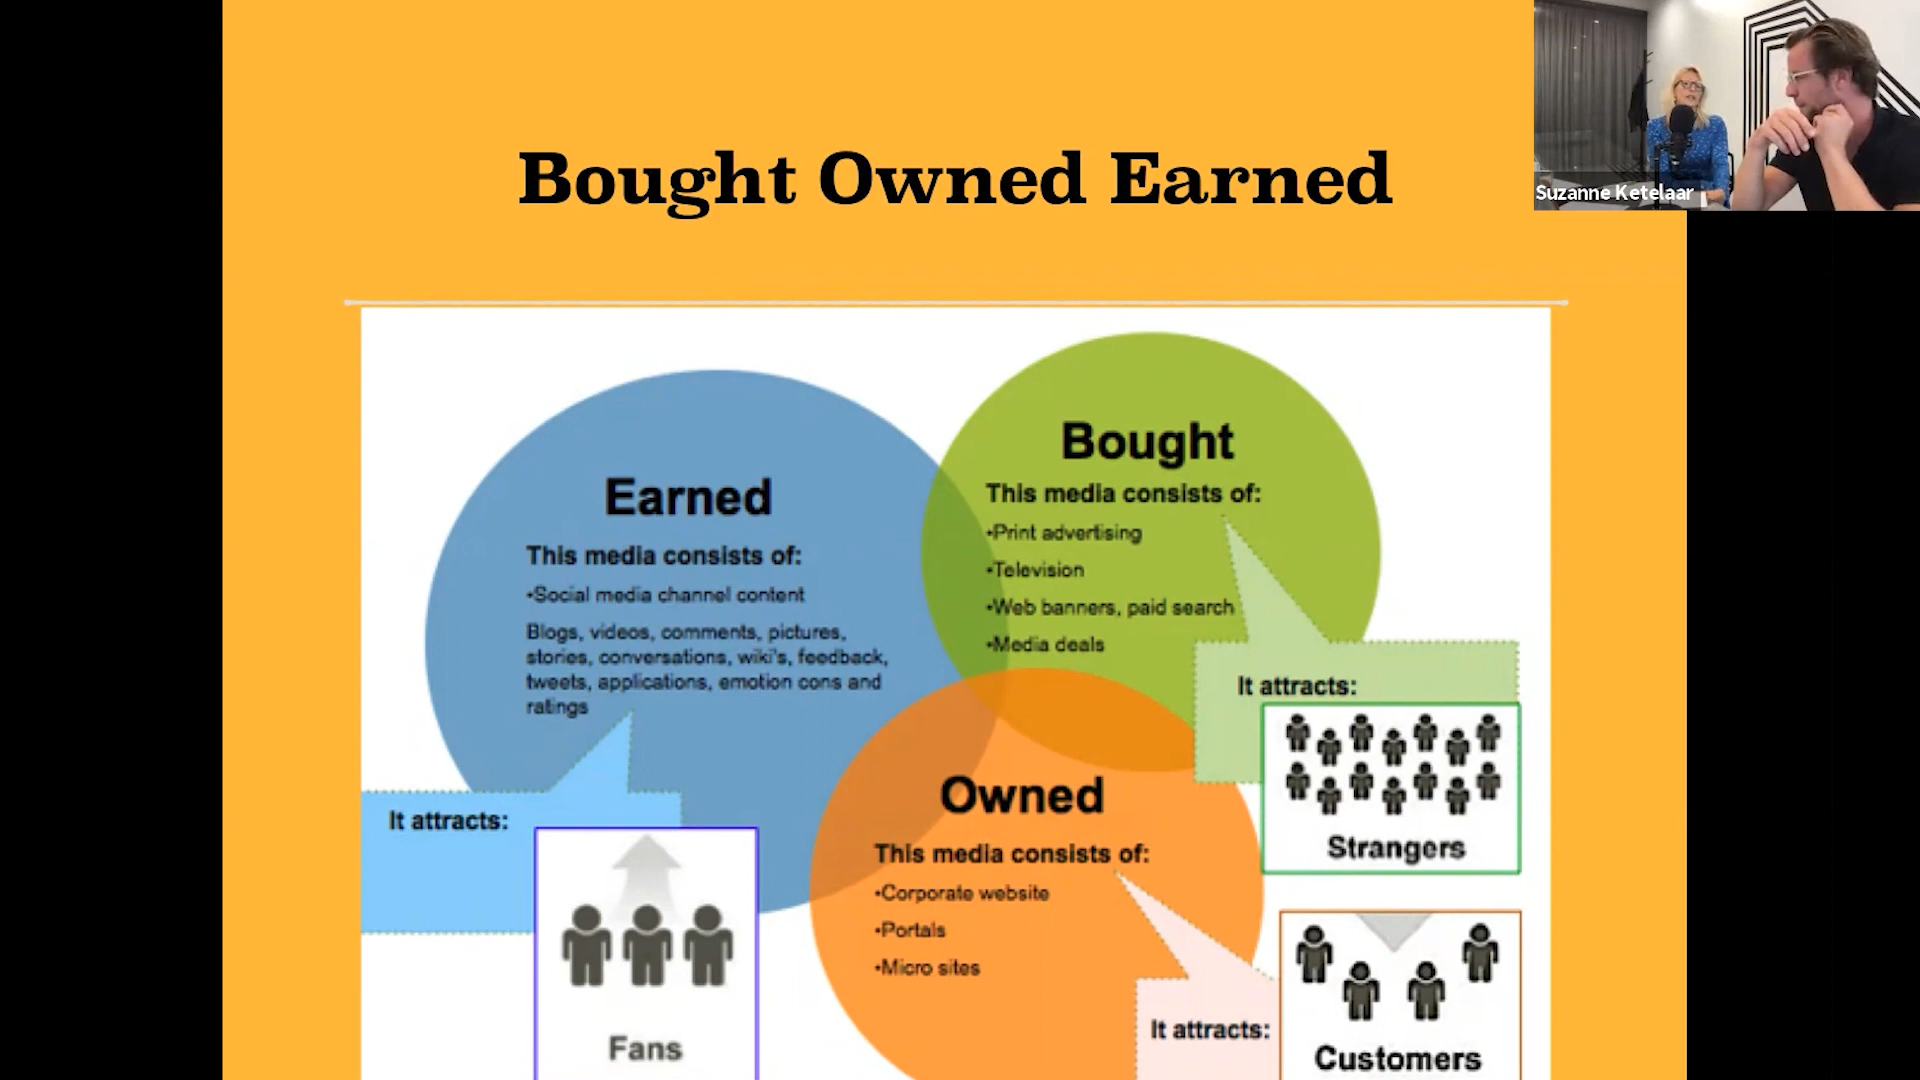 Bought Owned Earned
Suzanne Ketelaar
Earned
This media consists of:
•Social media channel content
Blogs, videos, comments, pictures,
stories, conversations, wiki's, feedback,
tweets, applications, emotion cons and
ratings
It attracts:
Fans
Bought
This media consists of:
•Print advertising
•Television
•Web banners, paid search
•Media deals
It attracts:
Strangers
Owned
This media consists of:
•Corporate website
•Portals
•Micro sites
It attracts:
Customers